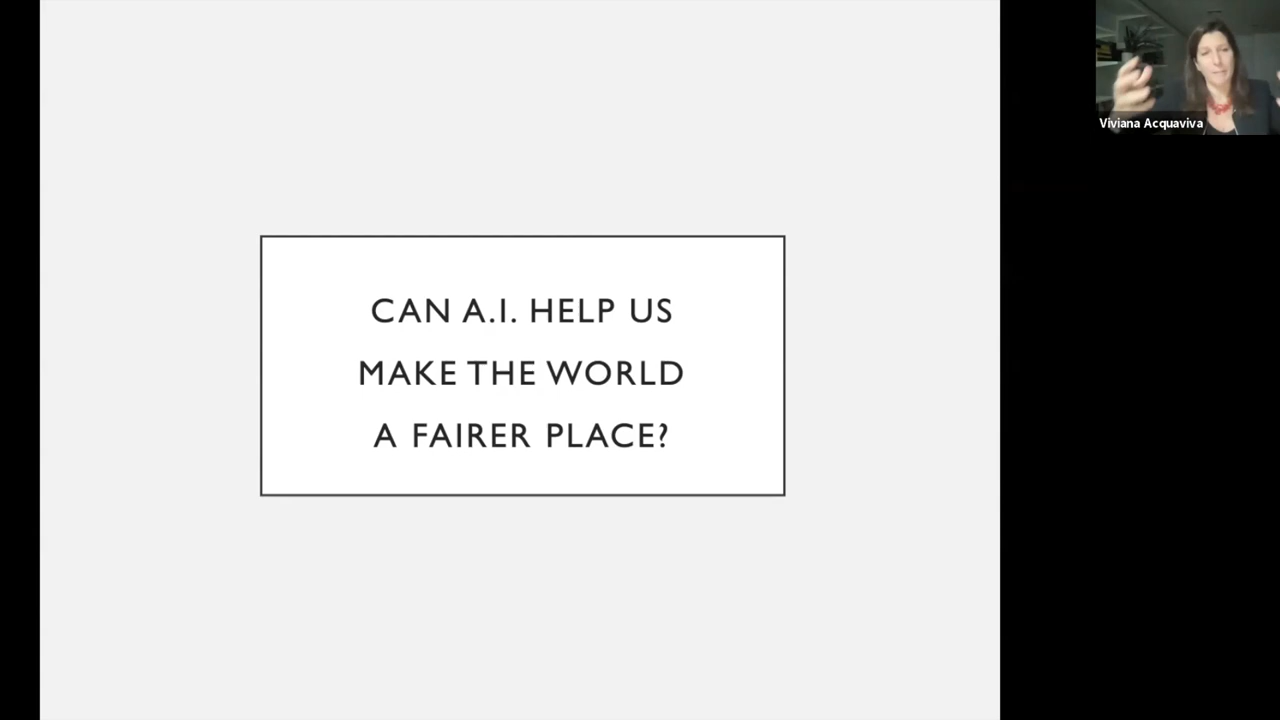 CAN A.I. HELP US
MAKE THE WORLD
A FAIRER PLACE?
Viviana Acquaviva